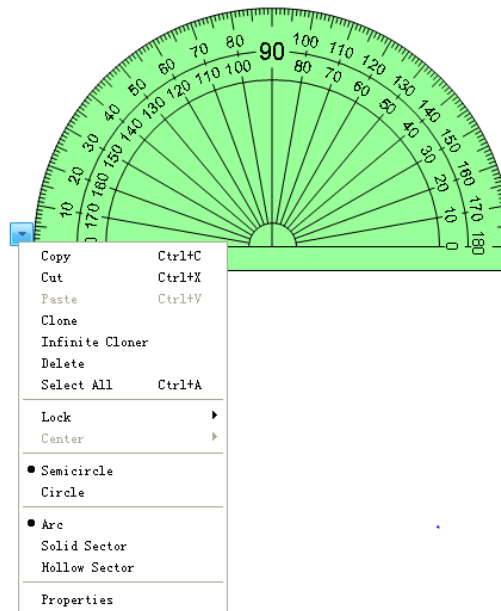 90
80 100
70 110
60 120
50 130
40 140
30 150
20 160
10 170
180
100 80
110 70
120 60
130 50
140 40
150 30
160 20
170 10
0
Copy Ctrl+C
Cut Ctrl+X
Paste Ctrl+V
Clone
Infinite Cloner
Delete
Select All Ctrl+A
Lock
Center
Semicircle
Circle
Arc
Solid Sector
Hollow Sector
Properties